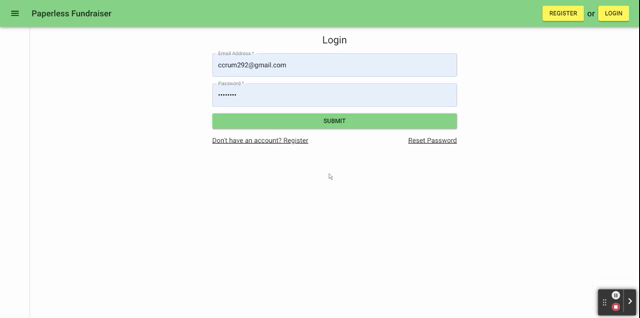 Paperless Fundraiser
REGISTER or LOGIN
Login
Email Address *
ccrum292@gmail.com
Password *
••••••••
SUBMIT
Don't have an account? Register
Reset Password